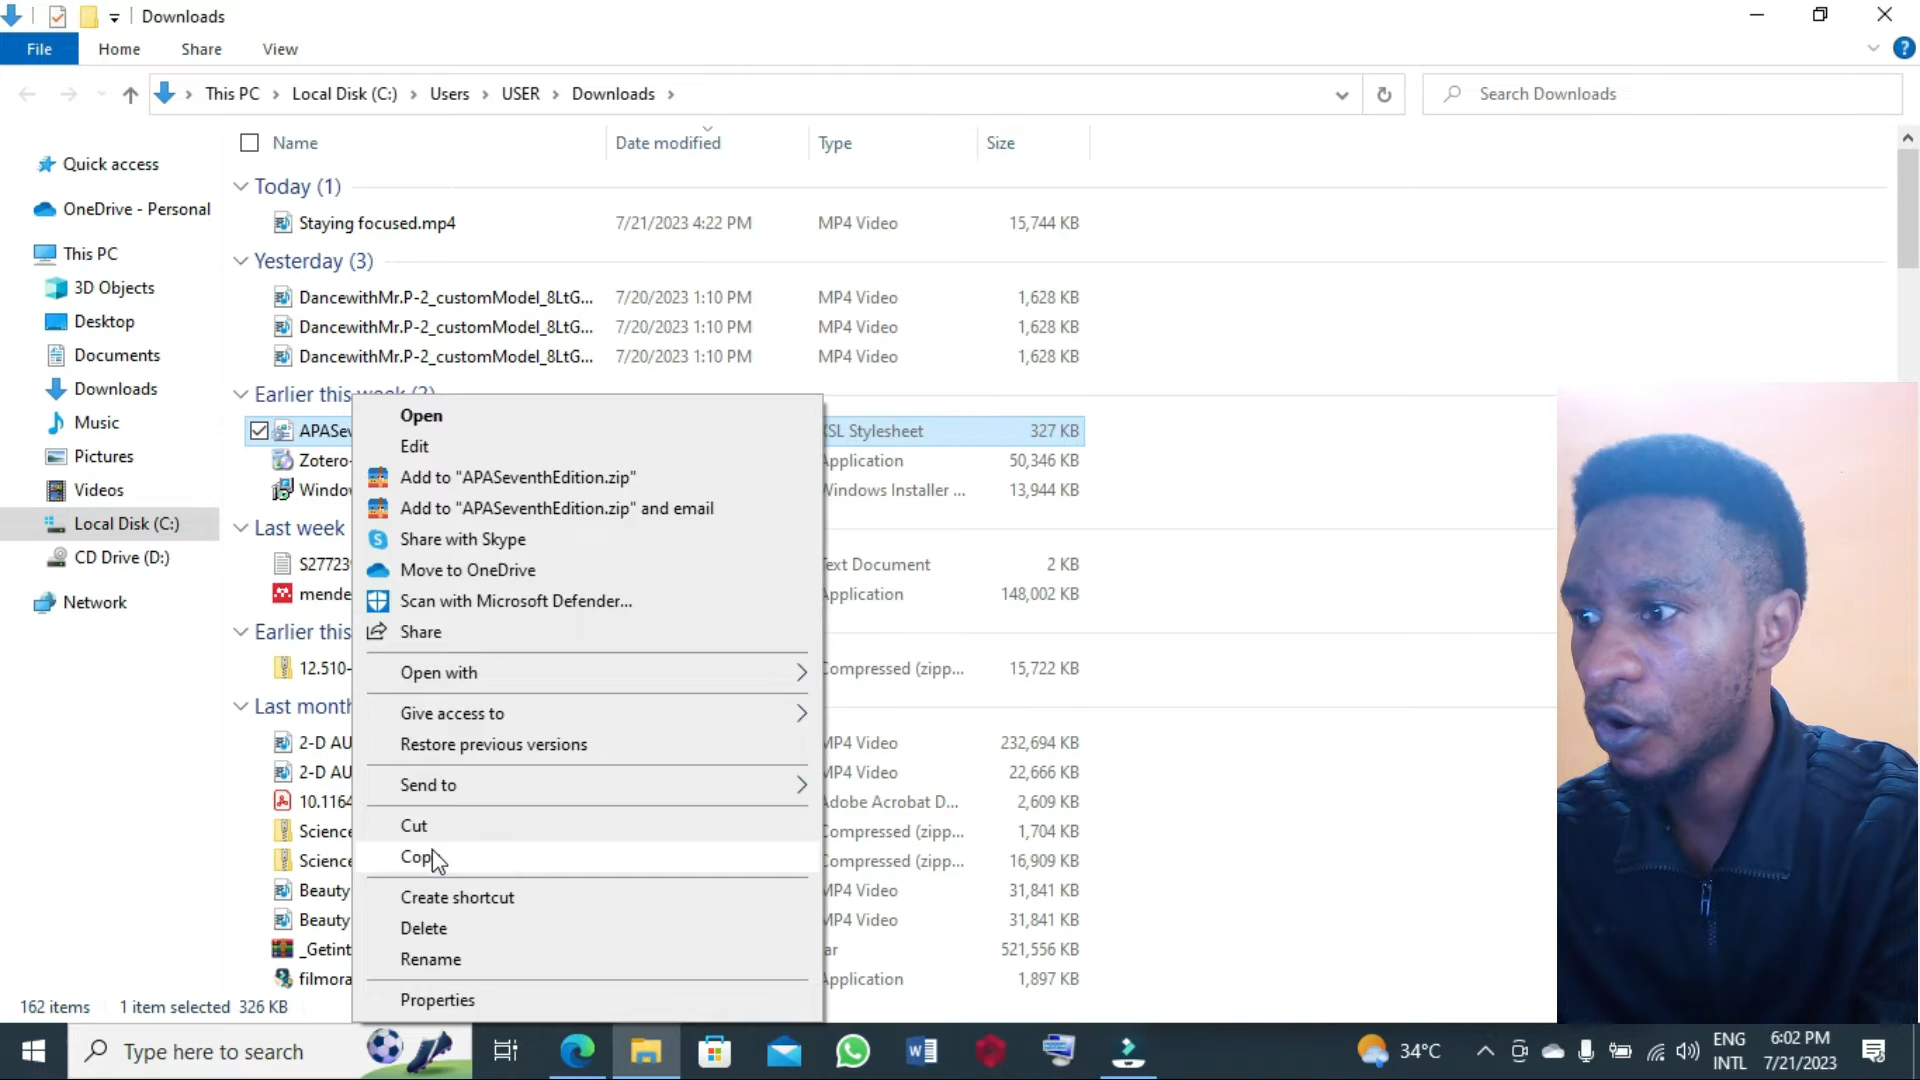 Downloads
File Home Share View
This PC Local Disk (C:) Users USER Downloads
Search Downloads
Name Date modified Type Size
Quick access
OneDrive - Personal
This PC
3D Objects
Desktop
Documents
Downloads
Music
Pictures
Videos
Local Disk (C:)
CD Drive (D:)
Network
Today (1)
Staying focused.mp4 7/21/2023 4:22 PM MP4 Video 15,744 KB
Yesterday (3)
DancewithMr.P-2_customModel_8LtG... 7/20/2023 1:10 PM MP4 Video 1,628 KB
DancewithMr.P-2_customModel_8LtG... 7/20/2023 1:10 PM MP4 Video 1,628 KB
DancewithMr.P-2_customModel_8LtG... 7/20/2023 1:10 PM MP4 Video 1,628 KB
Earlier this week
APASev SL Stylesheet 327 KB
Zotero- Application 50,346 KB
Window Windows Installer ... 13,944 KB
Last week
S27723 Text Document 2 KB
mende Application 148,002 KB
Earlier this
12.510- Compressed (zipp... 15,722 KB
Last month
2-D AU MP4 Video 232,694 KB
2-D AU MP4 Video 22,666 KB
10.1164 Adobe Acrobat D... 2,609 KB
Science Compressed (zipp... 1,704 KB
Science Compressed (zipp... 16,909 KB
Beauty MP4 Video 31,841 KB
Beauty MP4 Video 31,841 KB
_Getint ar 521,556 KB
filmora Application 1,897 KB
Open
Edit
Add to "APASeventhEdition.zip"
Add to "APASeventhEdition.zip" and email
Share with Skype
Move to OneDrive
Scan with Microsoft Defender...
Share
Open with
Give access to
Restore previous versions
Send to
Cut
Cop
Create shortcut
Delete
Rename
Properties
162 items 1 item selected 326 KB
Type here to search
34°C
ENG
INTL
6:02 PM
7/21/2023